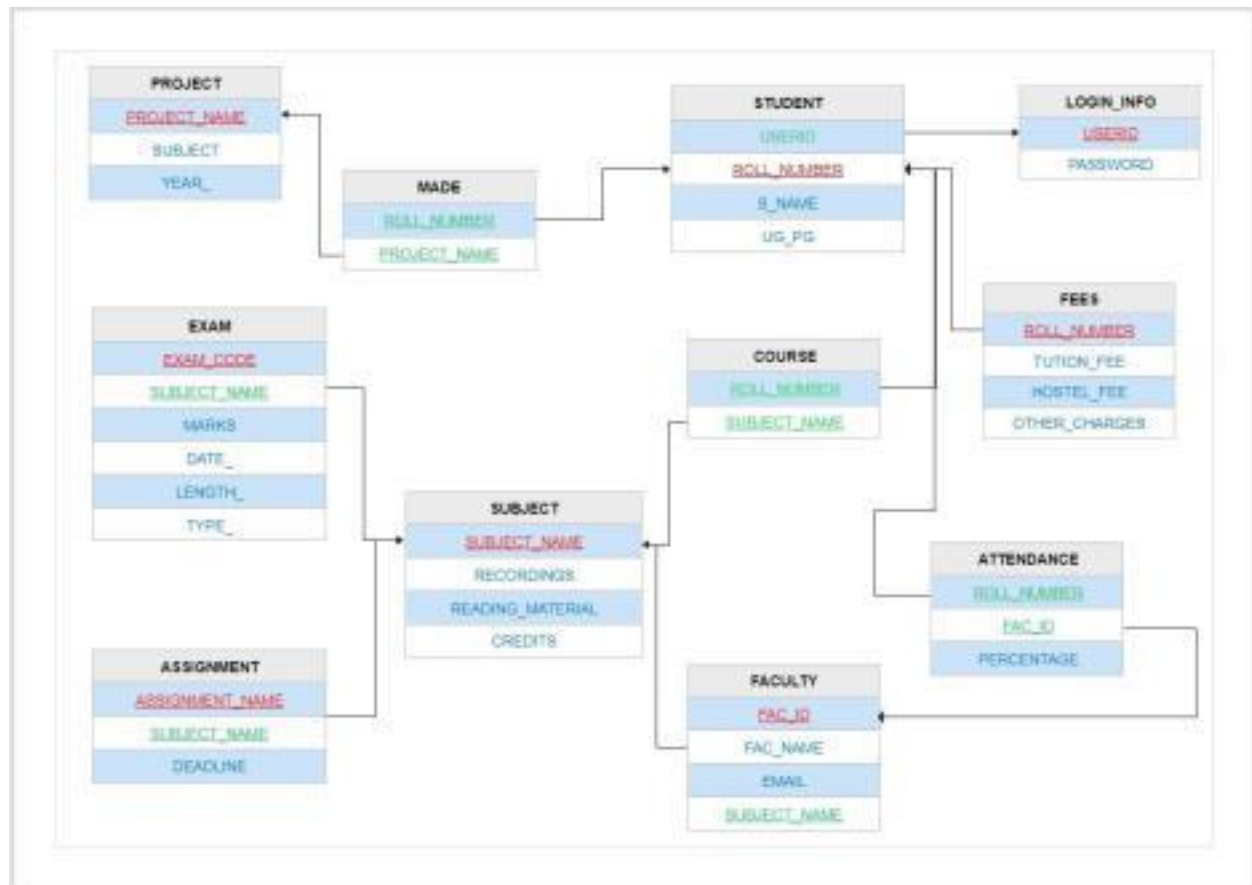 PROJECT
PROJECT_NAME
SUBJECT
YEAR_
MADE
ROLL_NUMBER
PROJECT_NAME
STUDENT
USERID
ROLL_NUMBER
S_NAME
UG_PG
LOGIN_INFO
USERID
PASSWORD
FEES
ROLL_NUMBER
TUTION_FEE
HOSTEL_FEE
OTHER_CHARGES
EXAM
EXAM_CODE
SUBJECT_NAME
MARKS
DATE_
LENGTH_
TYPE_
COURSE
ROLL_NUMBER
SUBJECT_NAME
SUBJECT
SUBJECT_NAME
RECORDINGS
READING_MATERIAL
CREDITS
ATTENDANCE
ROLL_NUMBER
FAC_ID
PERCENTAGE
ASSIGNMENT
ASSIGNMENT_NAME
SUBJECT_NAME
DEADLINE
FACULTY
FAC_ID
FAC_NAME
EMAIL
SUBJECT_NAME